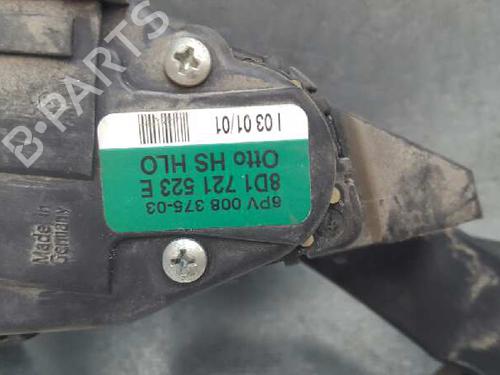 6PV 008 375-03
8D1 721 523 E
Otto HS HLO
I 03 01/01
Made in
Germany
B-PARTS